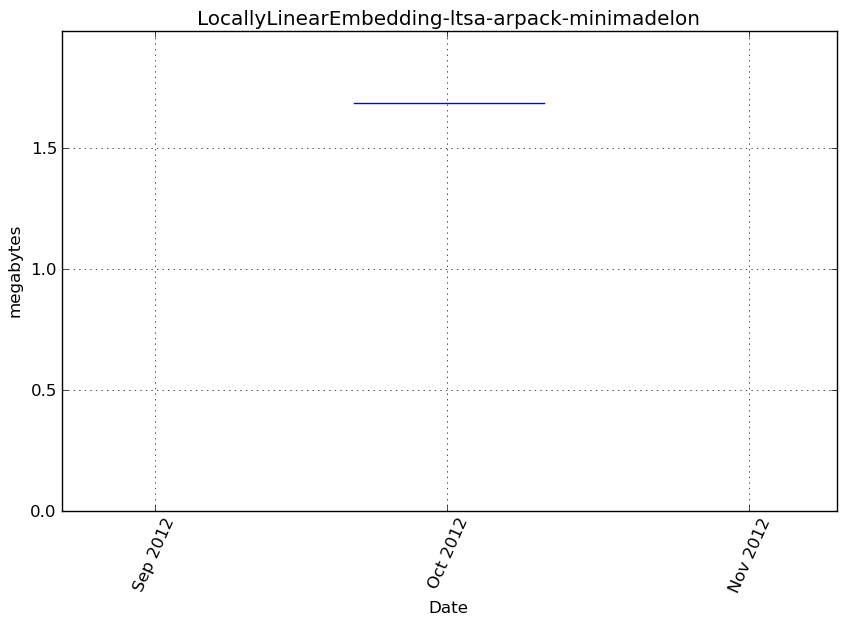 LocallyLinearEmbedding-ltsa-arpack-minimadelon
megabytes
1.5
1.0
0.5
0.0
Sep 2012
Oct 2012
Nov 2012
Date